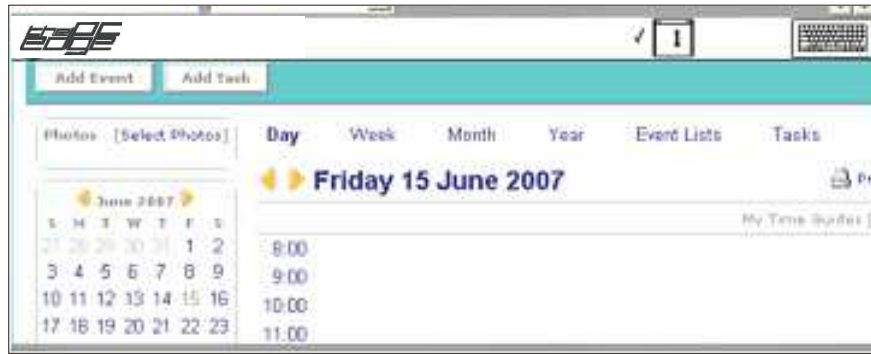 Add Event Add Task
Photos [Select Photos]
Day Week Month Year Event Lists Tasks
Friday 15 June 2007
June 2007
My Time Guides [
S M T W T F S
27 28 29 30 31 1 2
3 4 5 6 7 8 9
10 11 12 13 14 15 16
17 18 19 20 21 22 23
8:00
9:00
10:00
11:00